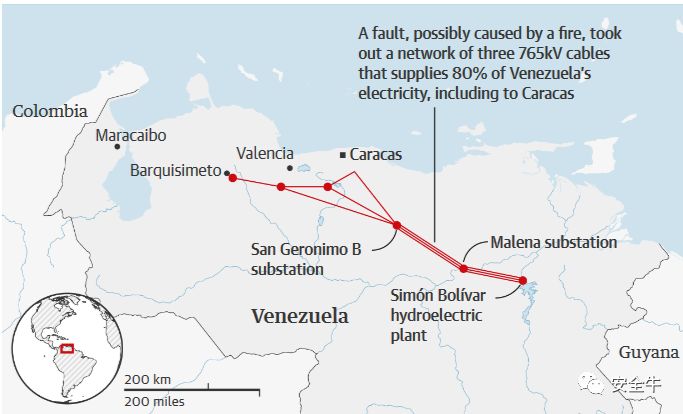 A fault, possibly caused by a fire, took
out a network of three 765kV cables
that supplies 80% of Venezuela's
electricity, including to Caracas
Colombia
Maracaibo
Valencia
Caracas
Barquisimeto
San Geronimo B
substation
Malena substation
Simón Bolívar
hydroelectric
plant
Venezuela
Guyana
200 km
200 miles
安全牛